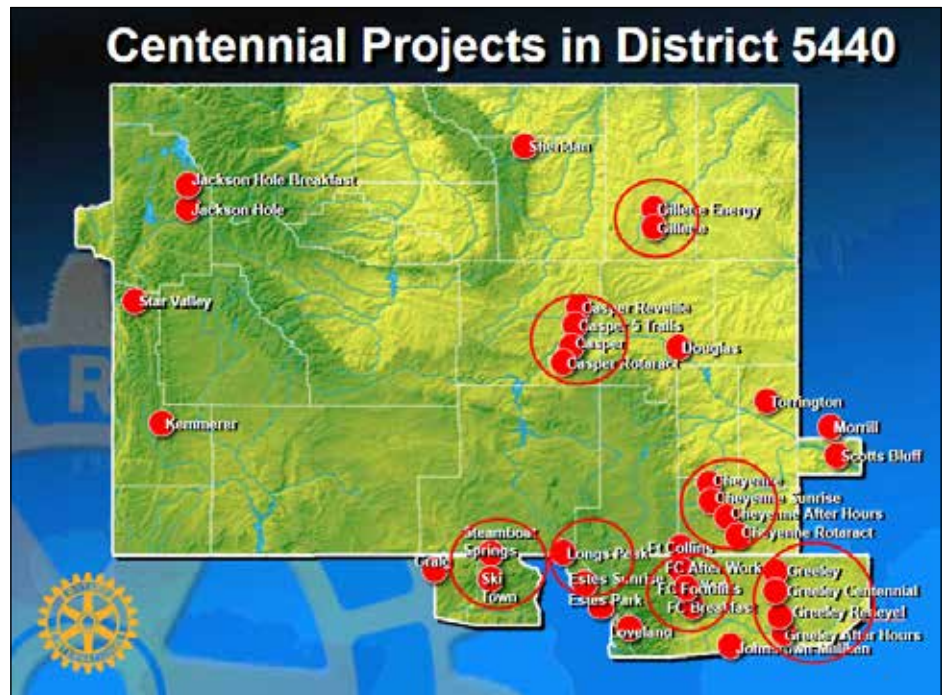 Centennial Projects in District 5440
Sheridan
Jackson Hole Breakfast
Jackson Hole
Gillette Energy
Gillette
Star Valley
Casper Reveille
Casper 5 Trails
Casper
Casper Rotaract
Douglas
Kemmerer
Torrington
Morrill
Scotts Bluff
Cheyenne
Cheyenne Sunrise
Cheyenne After Hours
Cheyenne Rotaract
Steamboat
Springs
Craig
Ski
Town
Longs Peak
Estes Sunrise
Estes Park
Loveland
Ft Collins
FC After Work
FC Foothills
FC Breakfast
Greeley
Greeley Centennial
Greeley After Hours
Johnstown-Milliken
R